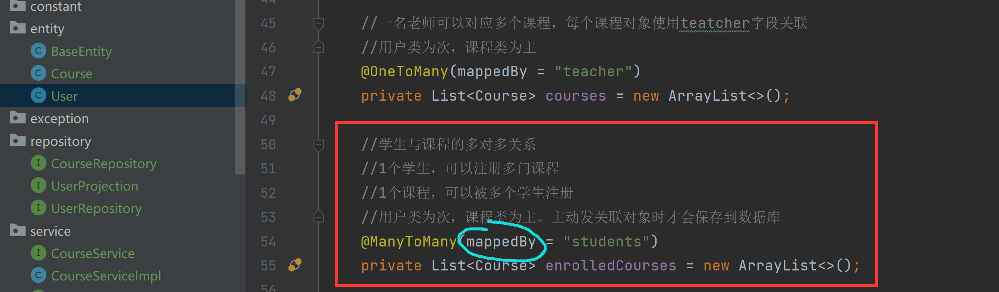 constant
entity
BaseEntity
Course
User
exception
repository
CourseRepository
UserProjection
UserRepository
service
CourseService
CourseServiceImpl
44
45 //一名老师可以对应多个课程，每个课程对象使用teatcher字段关联
46 //用户类为次，课程类为主
47 @OneToMany(mappedBy = "teacher")
48 private List<Course> courses = new ArrayList<>();
49
50 //学生与课程的多对多关系
51 //1个学生，可以注册多门课程
52 //1个课程，可以被多个学生注册
53 //用户类为次，课程类为主。主动发关联对象时才会保存到数据库
54 @ManyToMany(mappedBy = "students")
55 private List<Course> enrolledCourses = new ArrayList<>();
56